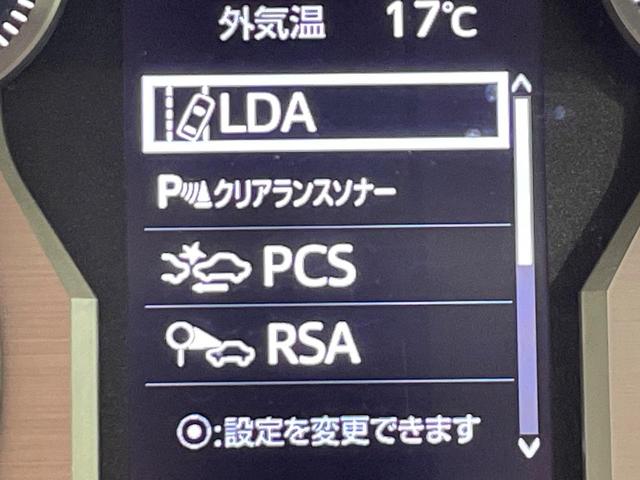 外気温 17℃
LDA
P クリアランスソナー
PCS
RSA
◎:設定を変更できます